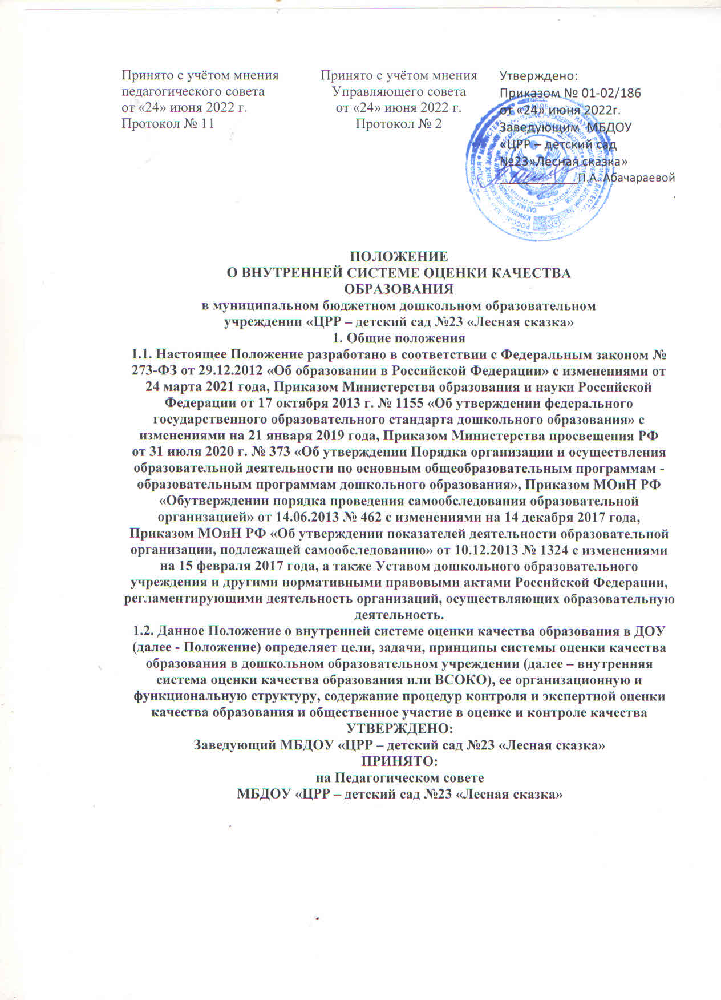 Принято с учётом мнения
педагогического совета
от «24» июня 2022 г.
Протокол № 11
Принято с учётом мнения
Управляющего совета
от «24» июня 2022 г.
Протокол № 2
Утверждено:
Приказом № 01-02/186
от «24» июня 2022г.
Заведующим МБДОУ
«ЦРР – детский сад
№23»Лесная сказка»
П.А. Абачараевой
ПОЛОЖЕНИЕ
О ВНУТРЕННЕЙ СИСТЕМЕ ОЦЕНКИ КАЧЕСТВА
ОБРАЗОВАНИЯ
в муниципальном бюджетном дошкольном образовательном
учреждении «ЦРР – детский сад №23 «Лесная сказка»
1. Общие положения
1.1. Настоящее Положение разработано в соответствии с Федеральным законом №
273-ФЗ от 29.12.2012 «Об образовании в Российской Федерации» с изменениями от
24 марта 2021 года, Приказом Министерства образования и науки Российской
Федерации от 17 октября 2013 г. № 1155 «Об утверждении федерального
государственного образовательного стандарта дошкольного образования» с
изменениями на 21 января 2019 года, Приказом Министерства просвещения РФ
от 31 июля 2020 г. № 373 «Об утверждении Порядка организации и осуществления
образовательной деятельности по основным общеобразовательным программам -
образовательным программам дошкольного образования», Приказом МОиН РФ
«Обутверждении порядка проведения самообследования образовательной
организацией» от 14.06.2013 № 462 с изменениями на 14 декабря 2017 года,
Приказом МОиН РФ «Об утверждении показателей деятельности образовательной
организации, подлежащей самообследованию» от 10.12.2013 № 1324 с изменениями
на 15 февраля 2017 года, а также Уставом дошкольного образовательного
учреждения и другими нормативными правовыми актами Российской Федерации,
регламентирующими деятельность организаций, осуществляющих образовательную
деятельность.
1.2. Данное Положение о внутренней системе оценки качества образования в ДОУ
(далее - Положение) определяет цели, задачи, принципы системы оценки качества
образования в дошкольном образовательном учреждении (далее – внутренняя
система оценки качества образования или ВСОКО), ее организационную и
функциональную структуру, содержание процедур контроля и экспертной оценки
качества образования и общественное участие в оценке и контроле качества
УТВЕРЖДЕНО:
Заведующий МБДОУ «ЦРР – детский сад №23 «Лесная сказка»
ПРИНЯТО:
на Педагогическом совете
МБДОУ «ЦРР – детский сад №23 «Лесная сказка»